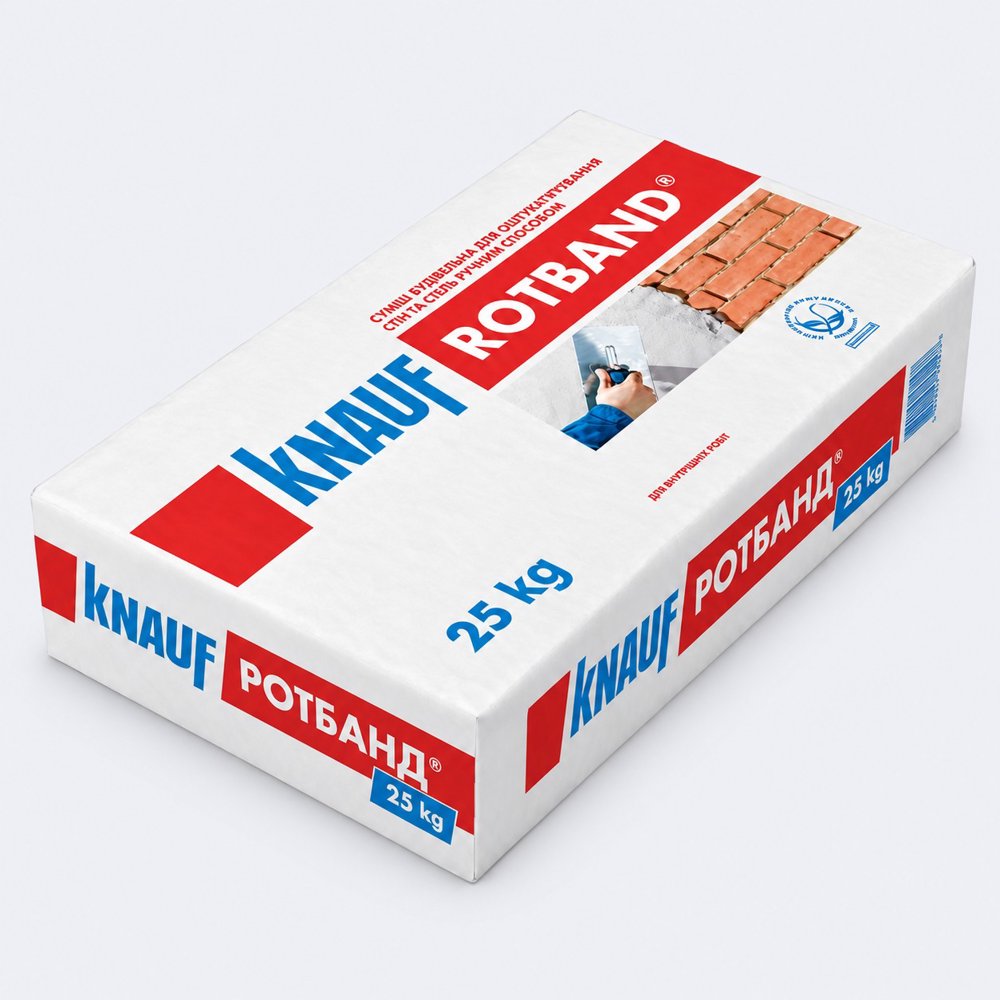 СУМІШ БУДІВЕЛЬНА ДЛЯ
СТІН ТА СТЕЛЬ РУЧНИМ СПОСОБОМ
KNAUF
ROTBAND®
25 kg
ДЛЯ ВНУТРІШНІХ РОБІТ
KNAUF
РОТБАНД®
25 kg
KNAUF
РОТБАНД®
25 kg